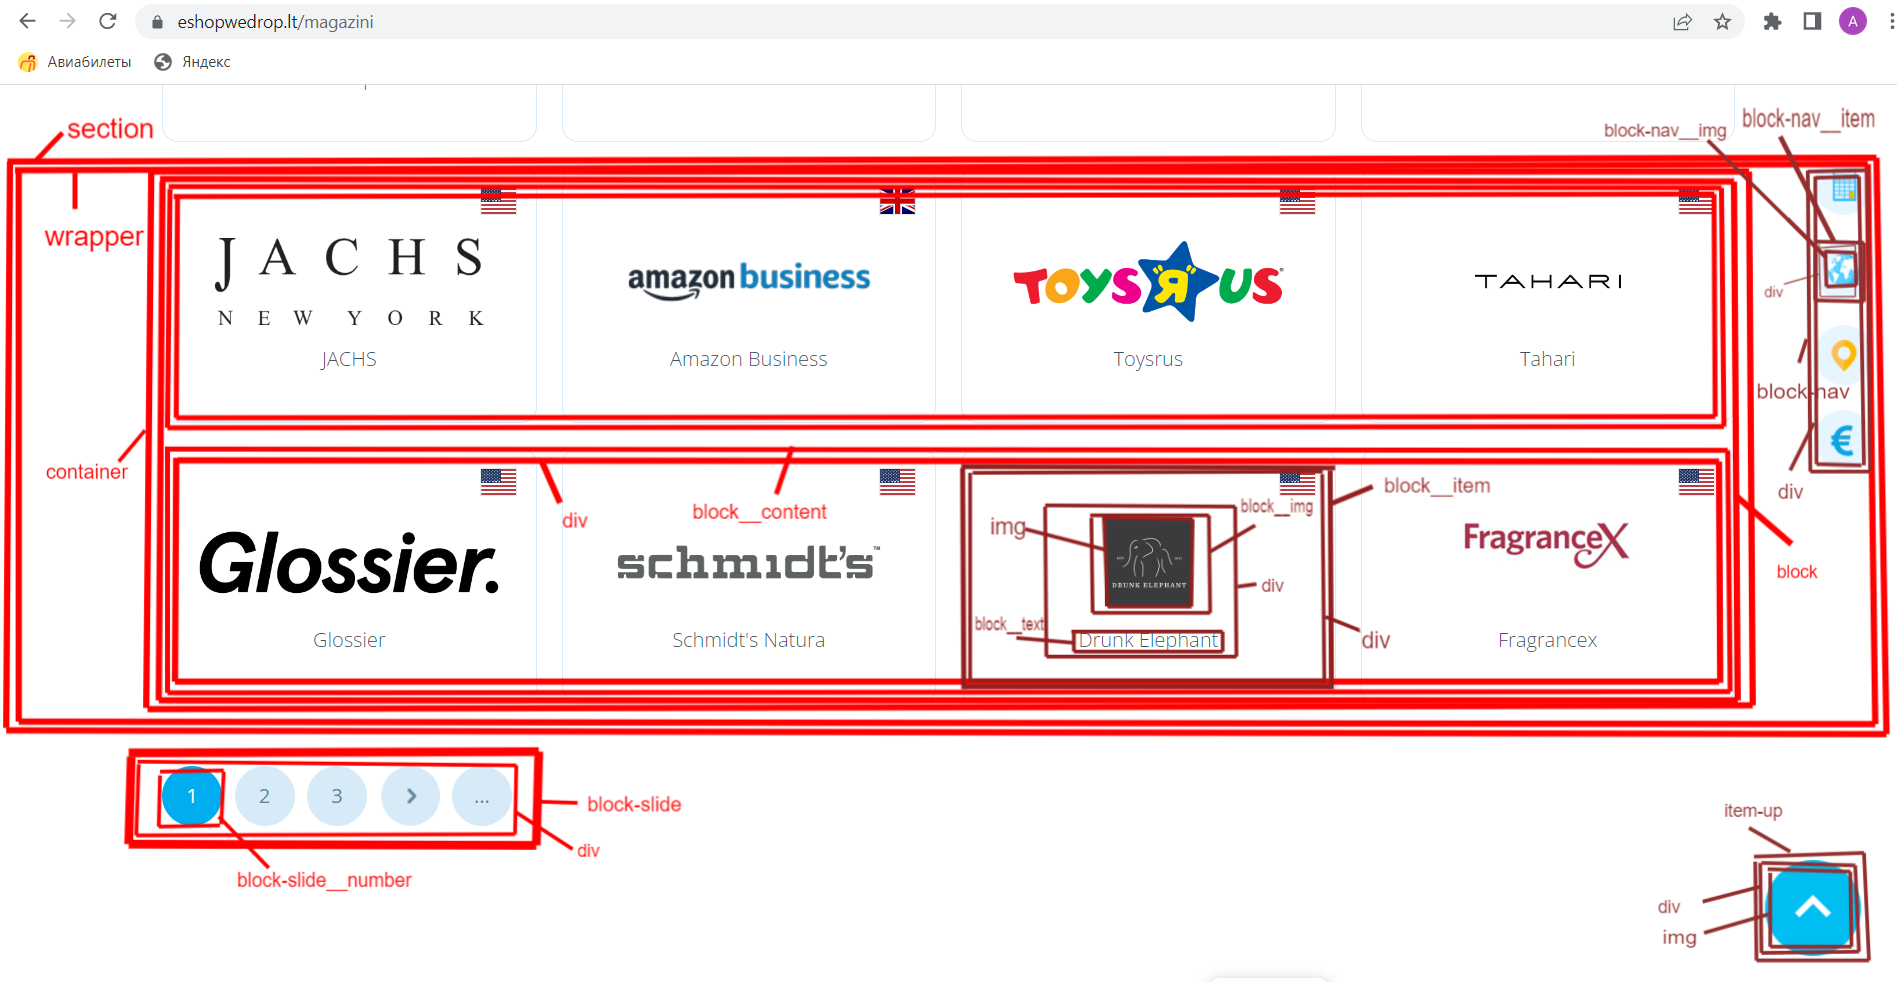 eshopwedrop.lt/magazini
A
Авиабилеты
Яндекс
section
block-nav__img
block-nav__item
wrapper
JACHS
NEW YORK
JACHS
amazon business
Amazon Business
TOYSRUS
Toysrus
TAHARI
Tahari
div
block-nav
container
div
block__content
div
block__item
block__img
img
div
block__text
div
block
Glossier.
Glossier
schmidt's™
Schmidt's Natura
DRUNK ELEPHANT
Drunk Elephant
FragranceX
Fragrancex
€
1
2
3
...
block-slide
div
block-slide__number
item-up
div
img